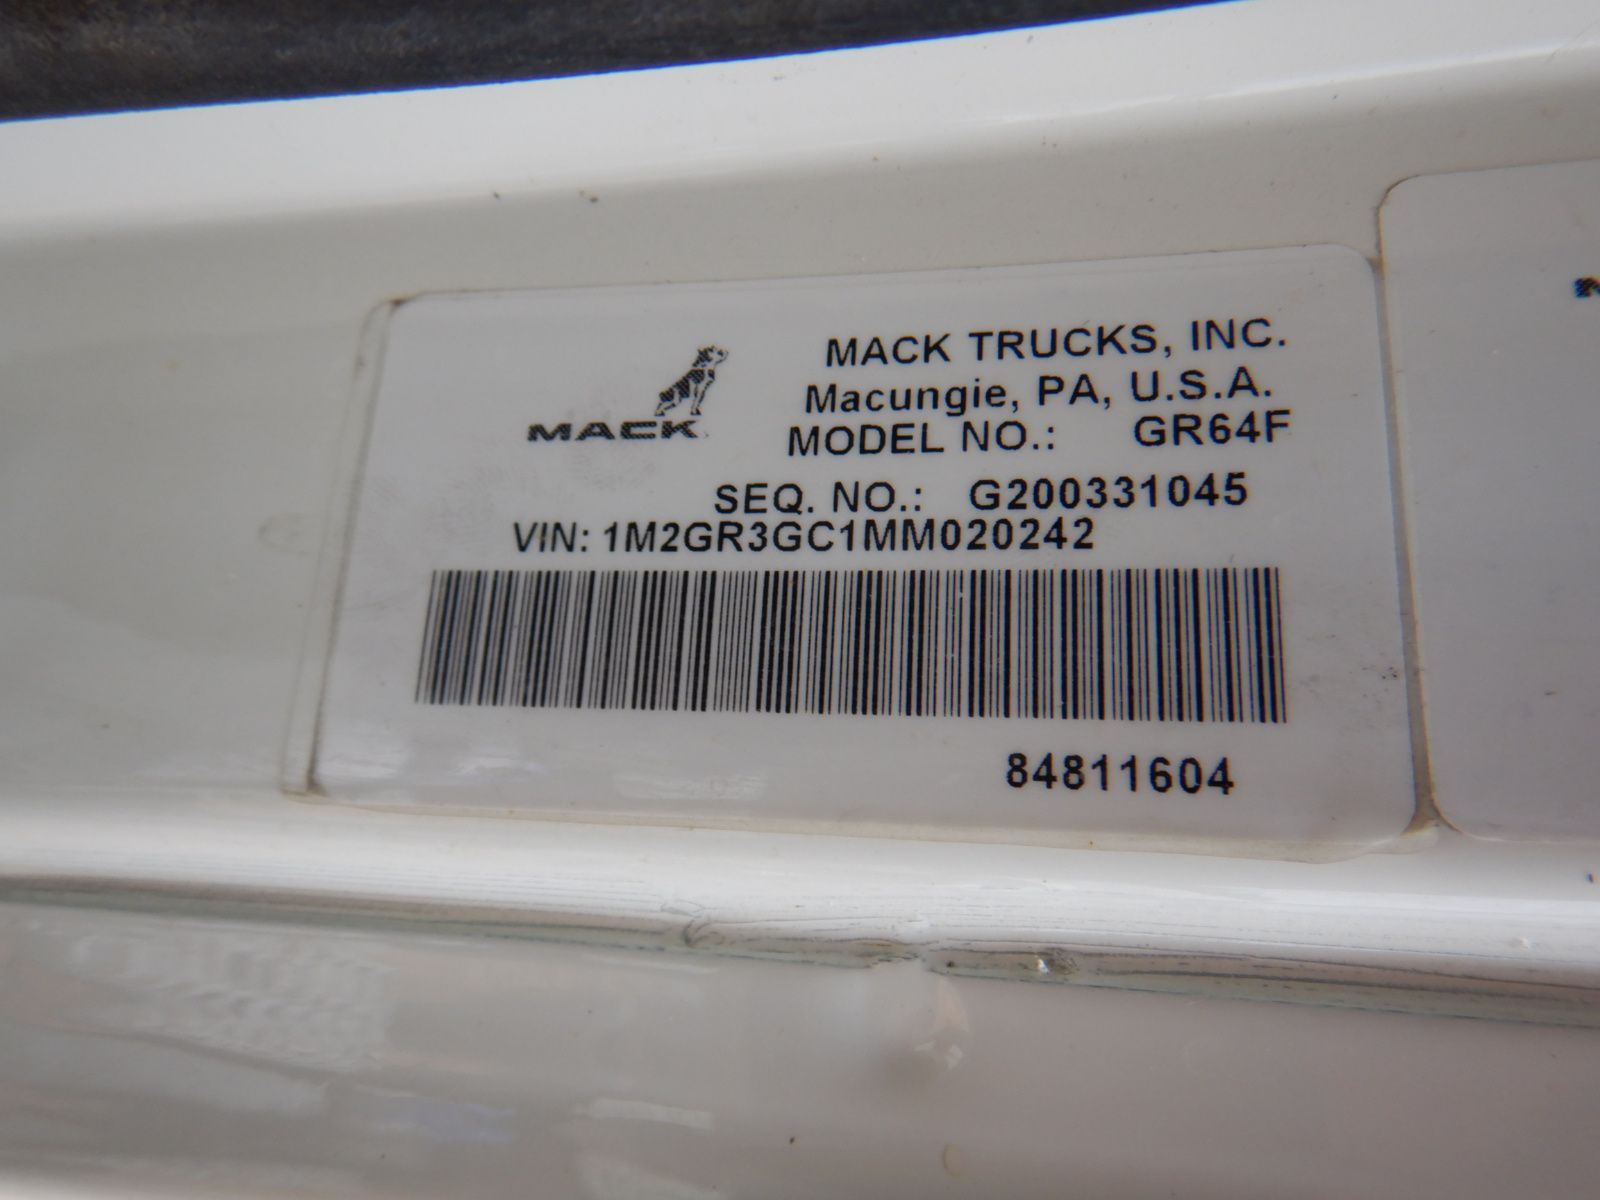 MACK
MACK TRUCKS, INC.
Macungie, PA, U.S.A.
MODEL NO.: GR64F
SEQ. NO.: G200331045
VIN: 1M2GR3GC1MM020242
84811604